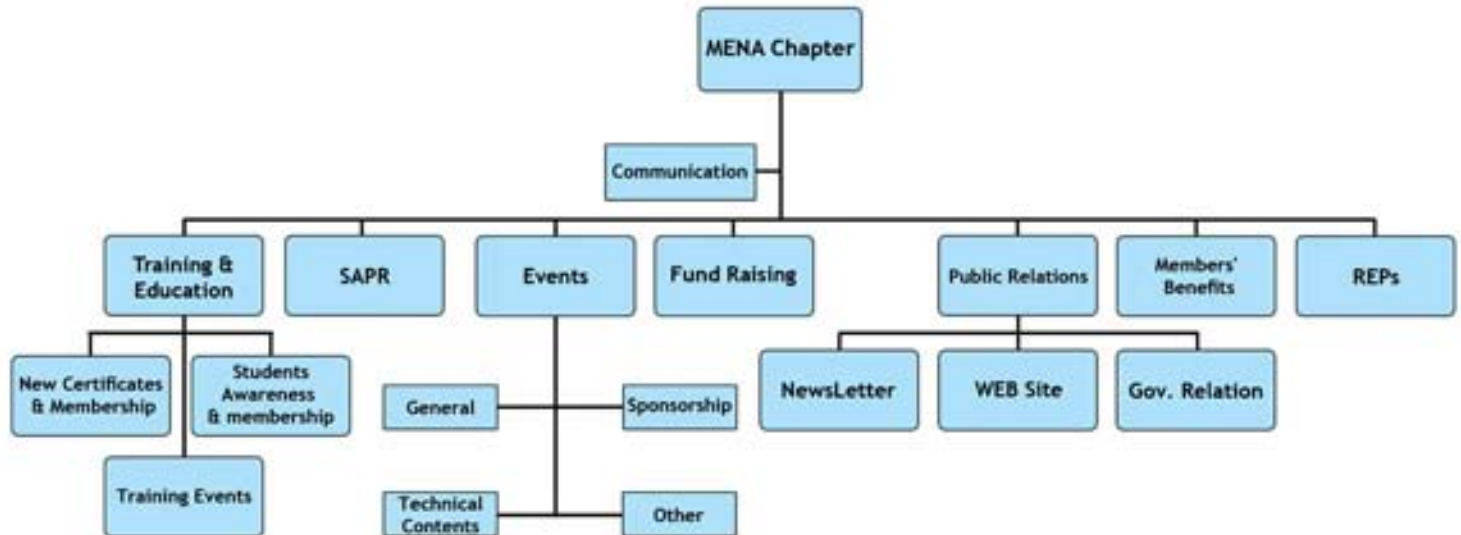 MENA Chapter
Communication
Training &
Education
SAPR
Events
Fund Raising
Public Relations
Members'
Benefits
REPs
New Certificates
& Membership
Students
Awareness
& membership
Training Events
General
Sponsorship
Technical
Contents
Other
NewsLetter
WEB Site
Gov. Relation